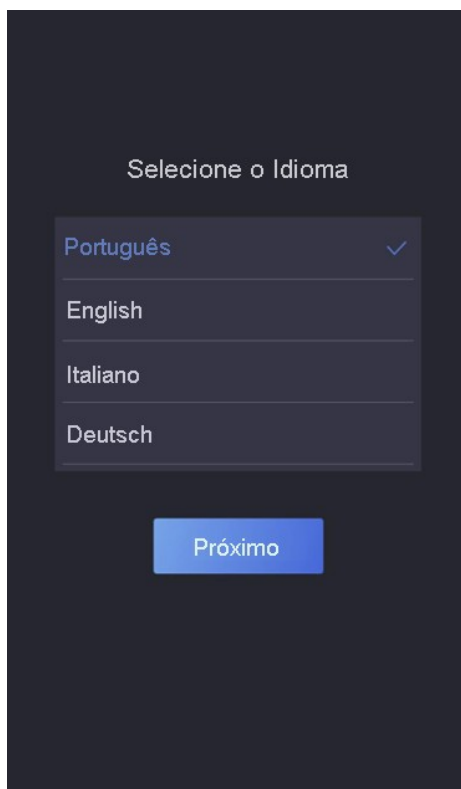 Selecione o Idioma
Português
English
Italiano
Deutsch
Próximo